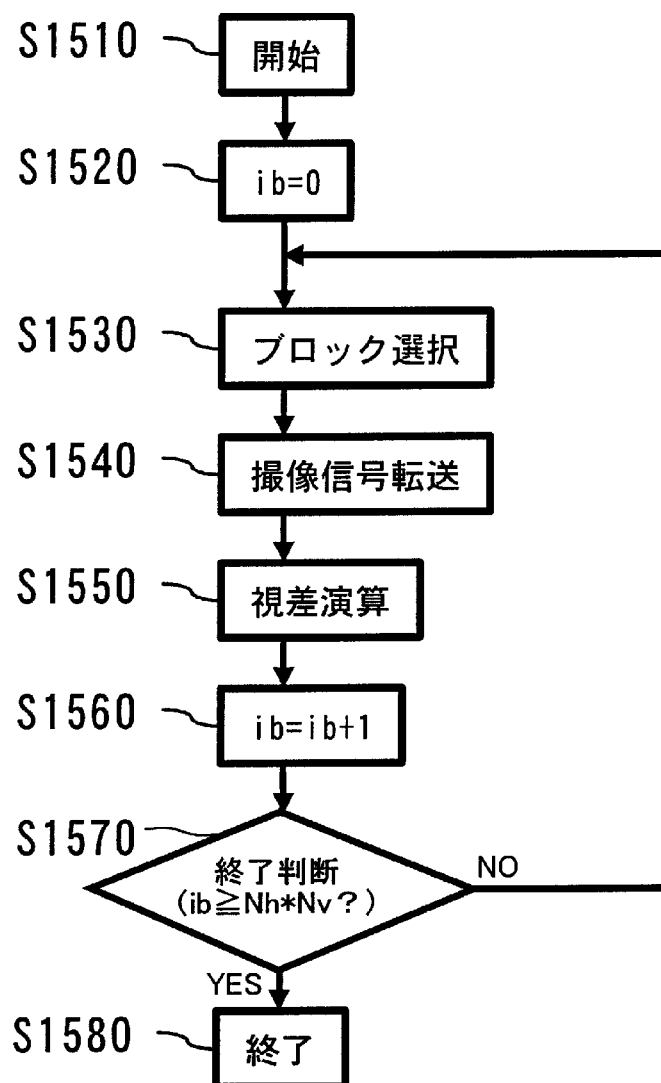 S1510
開始
S1520
ib=0
S1530
ブロック選択
S1540
撮像信号転送
S1550
視差演算
S1560
ib=ib+1
S1570
終了判断
(ib≧Nh*Nv?)
NO
YES
S1580
終了